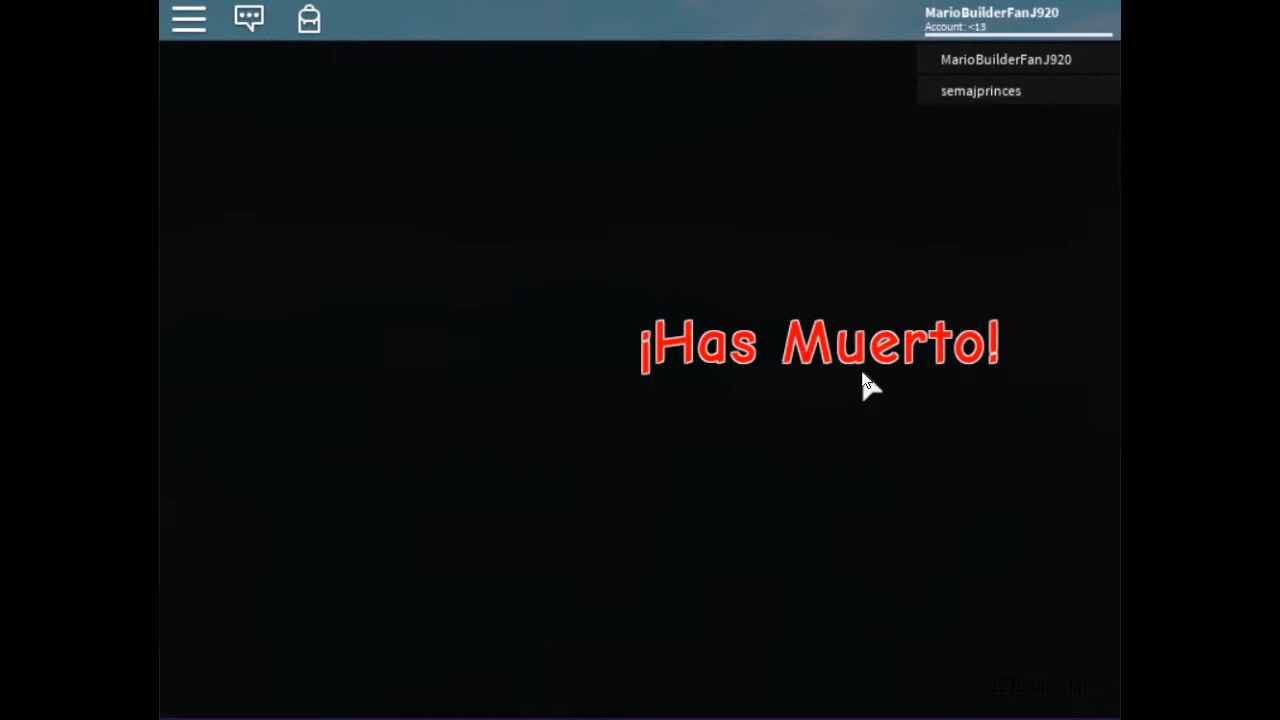 MarioBuilderFanJ920
Account: <13
MarioBuilderFanJ920
semajprinces
¡Has Muerto!